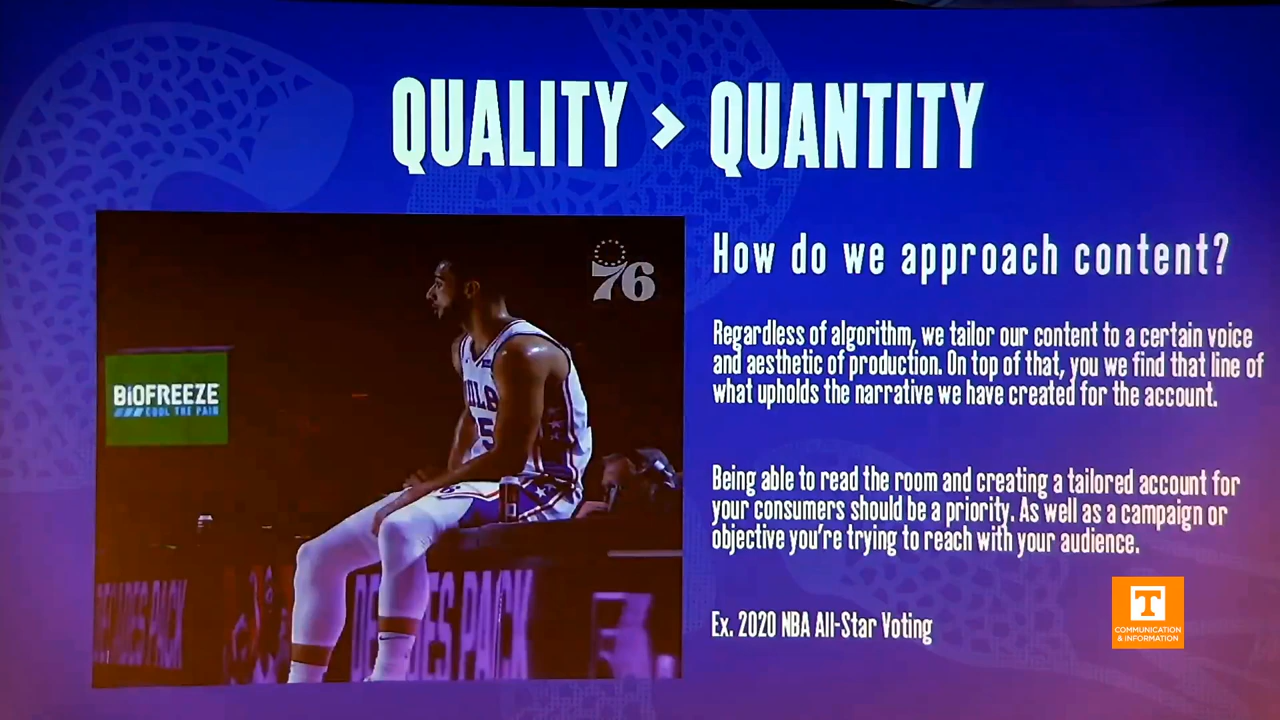 QUALITY > QUANTITY
How do we approach content?
Regardless of algorithm, we tailor our content to a certain voice
and aesthetic of production. On top of that, you we find that line of
what upholds the narrative we have created for the account.
Being able to read the room and creating a tailored account for
your consumers should be a priority. As well as a campaign or
objective you're trying to reach with your audience.
Ex. 2020 NBA All-Star Voting
76
BIOFREEZE
COOL THE PAIN
PHILA
5
PACK
PACK
T
COMMUNICATION
& INFORMATION